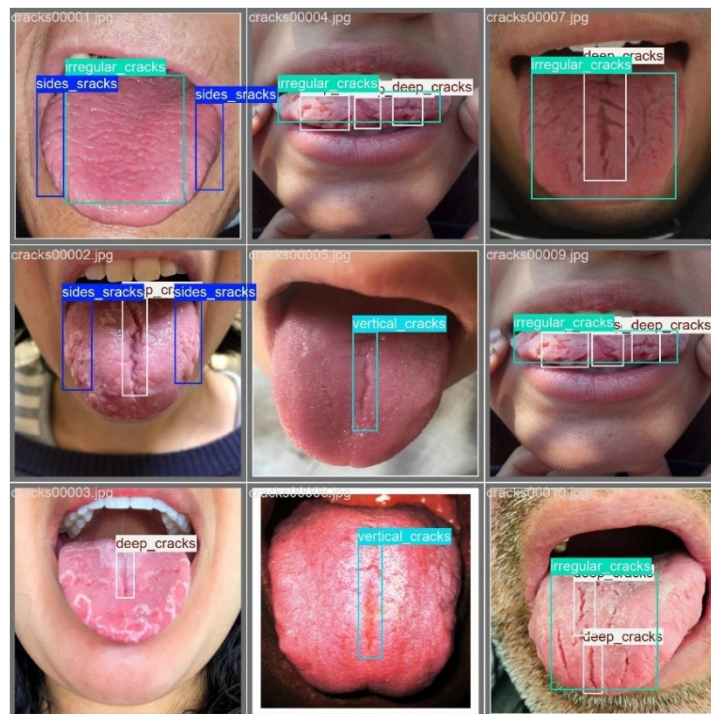 cracks00001.jpg
irregular_cracks
sides_sracks
sides_sracks
cracks00004.jpg
irregular_cracks
deep_cracks
cracks00007.jpg
deep_cracks
irregular_cracks
cracks00002.jpg
sides_sracks
sides_sracks
cracks00005.jpg
vertical_cracks
cracks00009.jpg
irregular_cracks
deep_cracks
cracks00003.jpg
deep_cracks
vertical_cracks
cracks00010.jpg
irregular_cracks
deep_cracks
deep_cracks